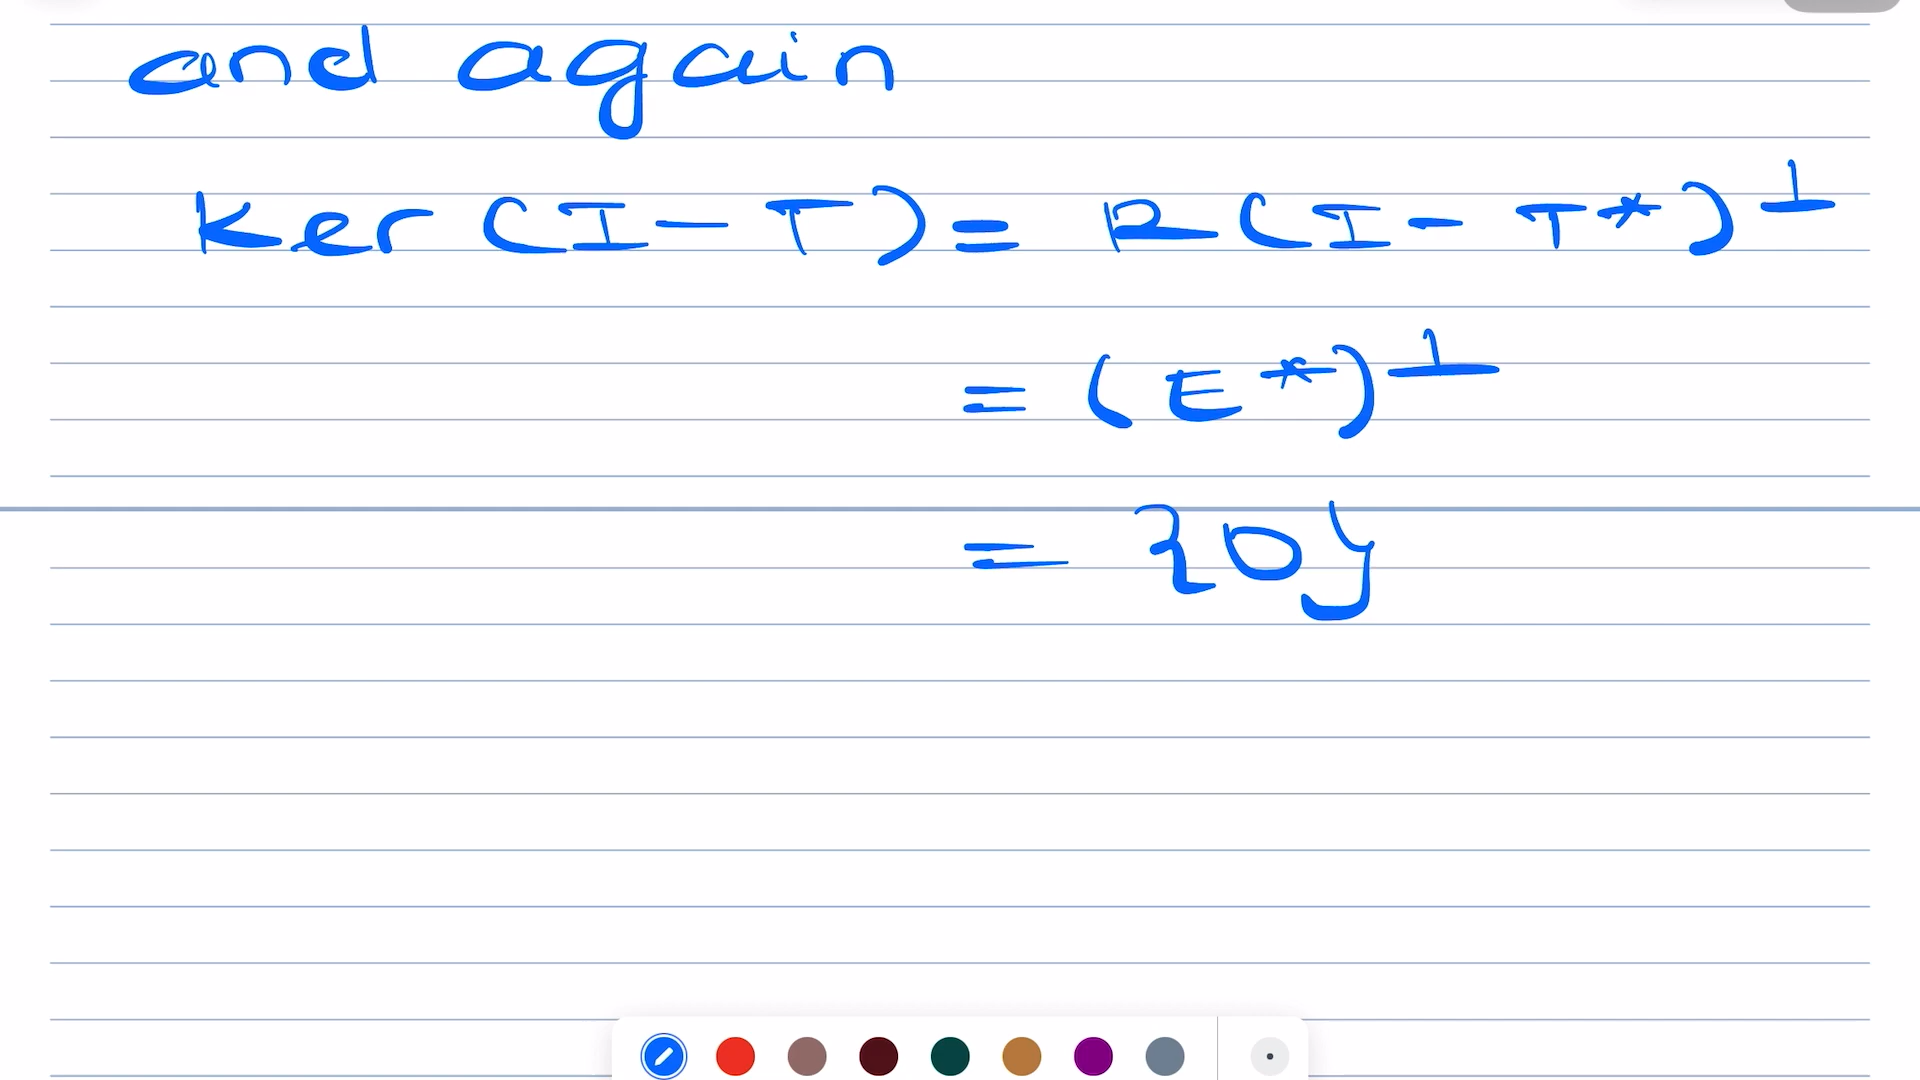 and again
Ker (I - T) = R(I - T*)⊥
= (E*)⊥
= {0}